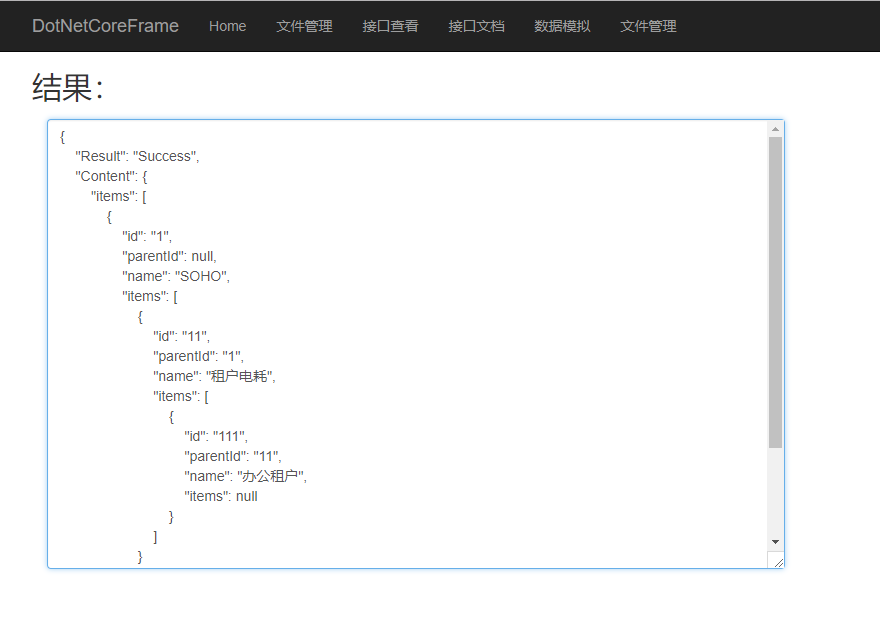 DotNetCoreFrame Home 文件管理 接口查看 接口文档 数据模拟 文件管理
结果：
{
"Result": "Success",
"Content": {
"items": [
{
"id": "1",
"parentId": null,
"name": "SOHO",
"items": [
{
"id": "11",
"parentId": "1",
"name": "租户电耗",
"items": [
{
"id": "111",
"parentId": "11",
"name": "办公租户",
"items": null
}
]
}